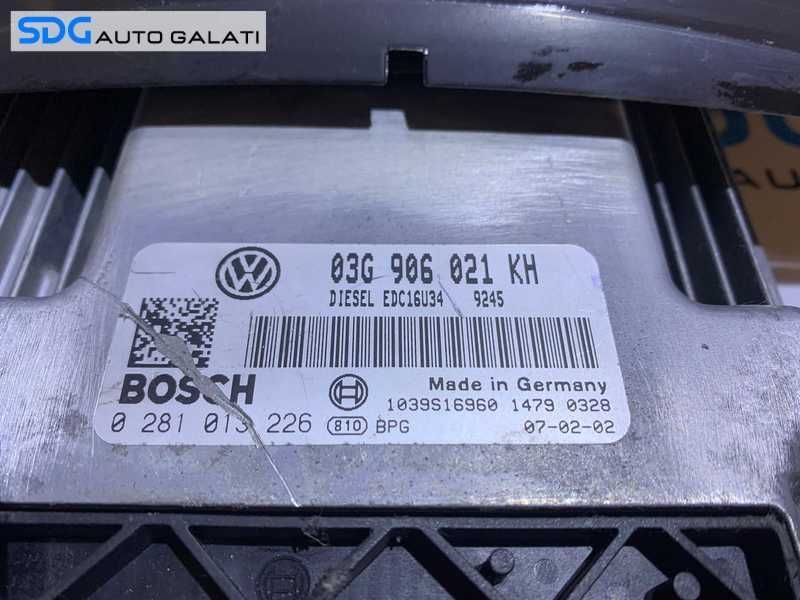 SDG AUTO GALATI
03G 906 021 KH
DIESEL EDC16U34 9245
BOSCH
Made in Germany
1039S16960 1479 0328
0 281 013 226 810 BPG 07-02-02